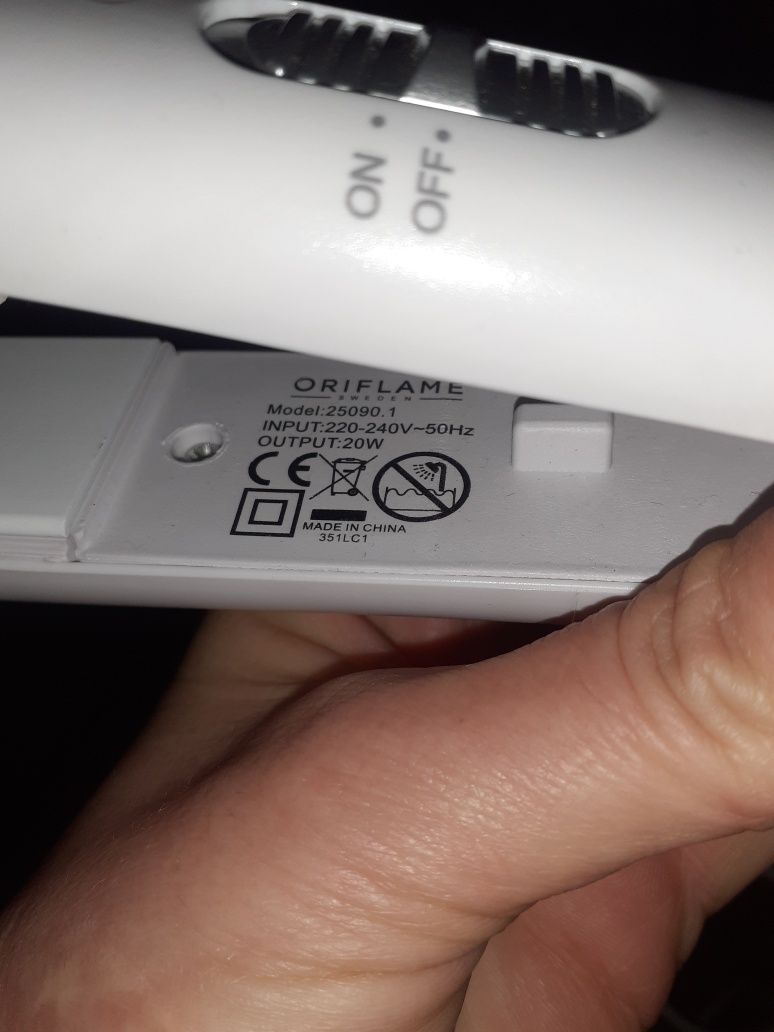 ON
OFF
ORIFLAME
SWEDEN
Model:25090.1
INPUT:220-240V~50Hz
OUTPUT:20W
CE
MADE IN CHINA
351LC1